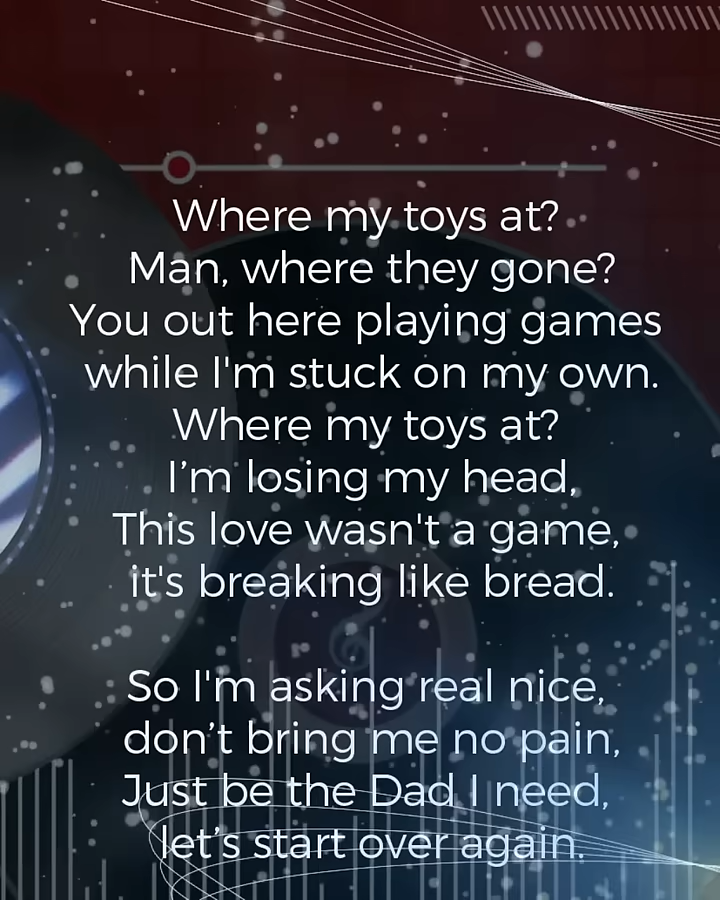 Where my toys at?
Man, where they gone?
You out here playing games
while I'm stuck on my own.
Where my toys at?
I’m losing my head,
This love wasn't a game,
it's breaking like bread.
So I'm asking real nice,
don’t bring me no pain,
Just be the Dad I need,
let’s start over again.